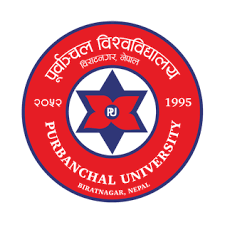 पूर्वाञ्चल विश्वविद्यालय
विराटनगर, नेपाल
२०५२
1995
PU
PURBANCHAL UNIVERSITY
BIRATNAGAR, NEPAL